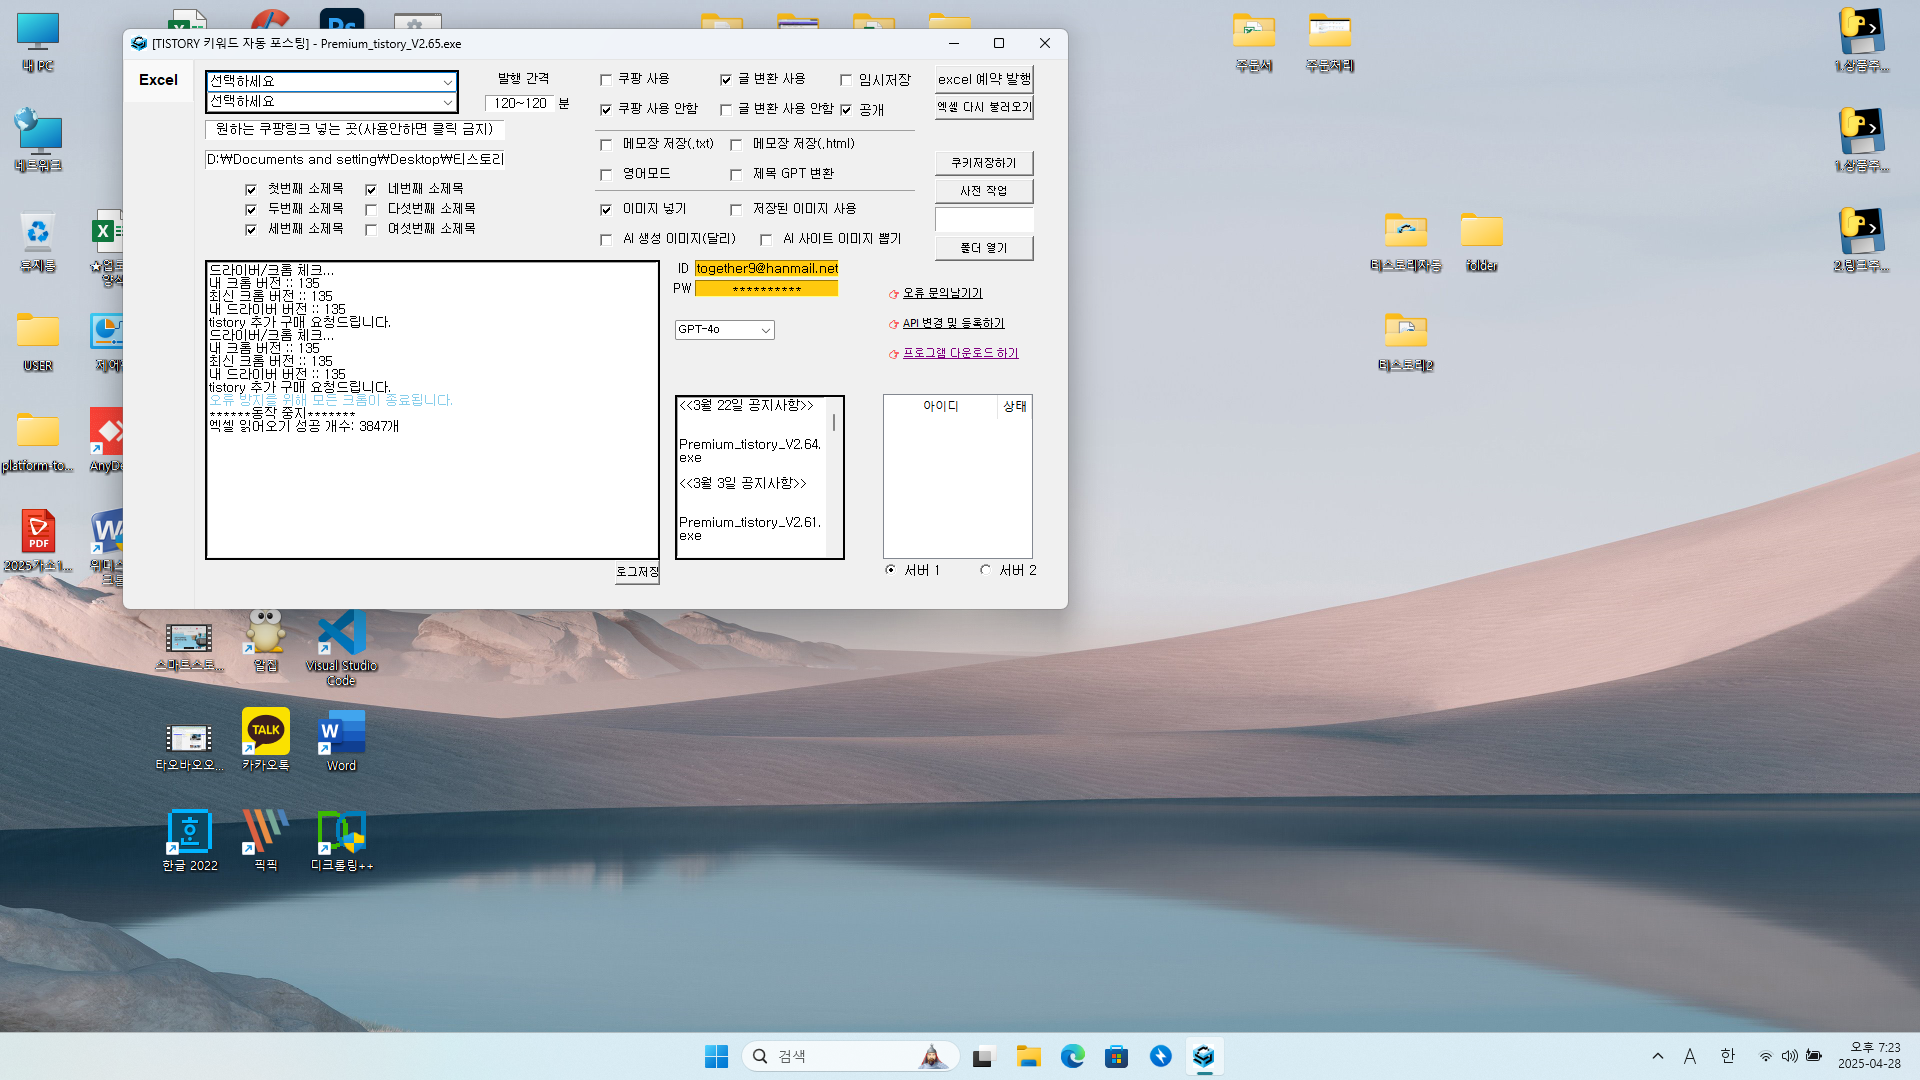 [TISTORY 키워드 자동 포스팅] - Premium_tistory_V2.65.exe
Excel
선택하세요
선택하세요
발행 간격
120~120 분
원하는 쿠팡링크 넣는 곳(사용안하면 클릭 금지)
D:₩Documents and setting₩Desktop₩티스토리
첫번째 소제목
네번째 소제목
두번째 소제목
다섯번째 소제목
세번째 소제목
여섯번째 소제목
쿠팡 사용
글 변환 사용
임시저장
쿠팡 사용 안함
글 변환 사용 안함
공개
메모장 저장(.txt)
메모장 저장(.html)
영어모드
제목 GPT 변환
이미지 넣기
저장된 이미지 사용
AI 생성 이미지(달리)
AI 사이트 이미지 뽑기
excel 예약 발행
엑셀 다시 불러오기
쿠키저장하기
사전 작업
폴더 열기
드라이버/크롬 체크...
내 크롬 버전 :: 135
최신 크롬 버전 :: 135
내 드라이버 버전 :: 135
tistory 추가 구매 요청드립니다.
드라이버/크롬 체크...
내 크롬 버전 :: 135
최신 크롬 버전 :: 135
내 드라이버 버전 :: 135
tistory 추가 구매 요청드립니다.
오류 방지를 위해 모든 크롬이 종료됩니다.
******동작 중지*******
엑셀 읽어오기 성공 개수: 3847개
로그저장
ID together9@hanmail.net
PW **********
GPT-4o
오류 문의남기기
API 변경 및 등록하기
프로그램 다운로드 하기
<<3월 22일 공지사항>>
Premium_tistory_V2.64.
exe
<<3월 3일 공지사항>>
Premium_tistory_V2.61.
exe
아이디 상태
서버 1
서버 2
내 PC
네트워크
휴지통
USER
platform-to...
AnyDe
PDF
2025가소1...
스마트스토...
알집
Visual Studio
Code
타오바오오...
TALK
카카오톡
Word
한글 2022
픽픽
디크롤링++
주문서
주문처리
티스토리자동
folder
티스토리2
1.상품주...
1.상품주...
2.링크주...
검색
A
한
오후 7:23
2025-04-28